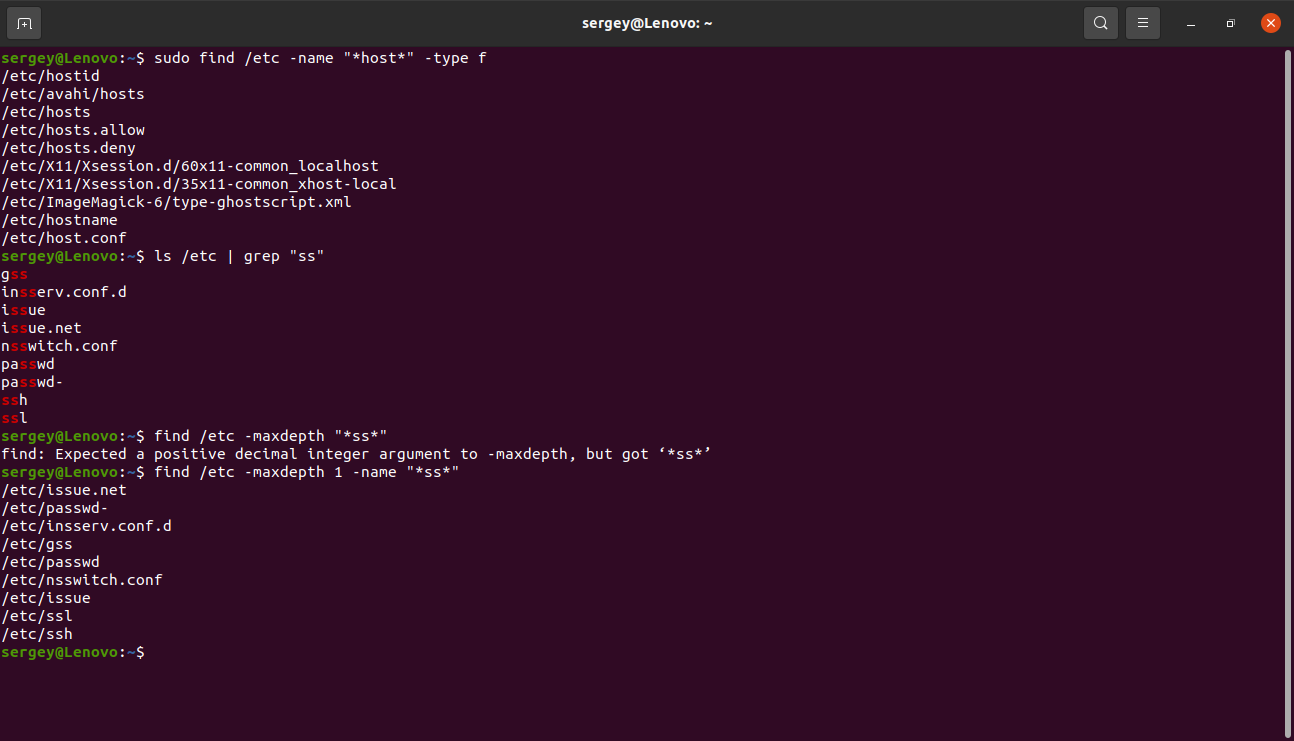 sergey@Lenovo: ~
sergey@Lenovo:~$ sudo find /etc -name "*host*" -type f
/etc/hostid
/etc/avahi/hosts
/etc/hosts
/etc/hosts.allow
/etc/hosts.deny
/etc/X11/Xsession.d/60x11-common_localhost
/etc/X11/Xsession.d/35x11-common_xhost-local
/etc/ImageMagick-6/type-ghostscript.xml
/etc/hostname
/etc/host.conf
sergey@Lenovo:~$ ls /etc | grep "ss"
gss
insserv.conf.d
issue
issue.net
nsswitch.conf
passwd
passwd-
ssh
ssl
sergey@Lenovo:~$ find /etc -maxdepth "*ss*"
find: Expected a positive decimal integer argument to -maxdepth, but got ‘*ss*’
sergey@Lenovo:~$ find /etc -maxdepth 1 -name "*ss*"
/etc/issue.net
/etc/passwd-
/etc/insserv.conf.d
/etc/gss
/etc/passwd
/etc/nsswitch.conf
/etc/issue
/etc/ssl
/etc/ssh
sergey@Lenovo:~$